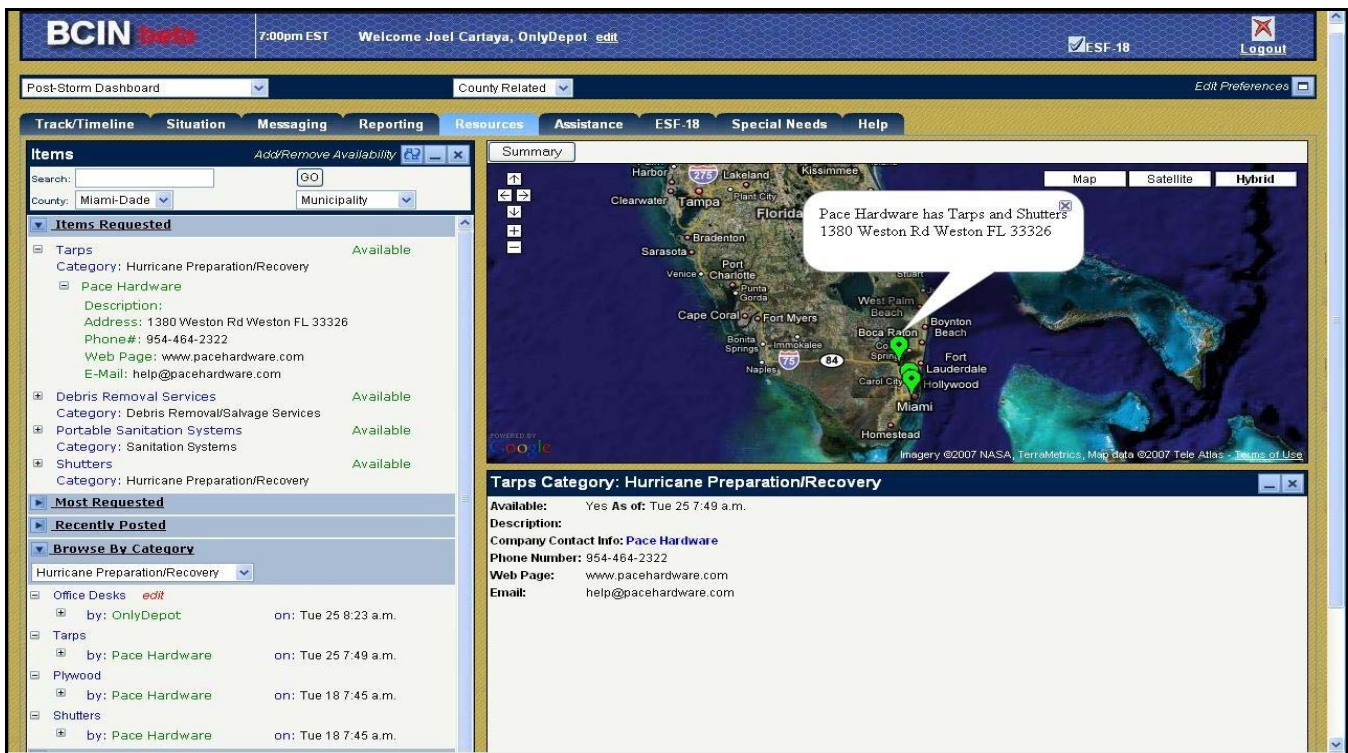 BCIN beta
7:00pm EST
Welcome Joel Cartaya, OnlyDepot edit
ESF-18
Logout
Post-Storm Dashboard
County Related
Edit Preferences
Track/Timeline Situation Messaging Reporting Resources Assistance ESF-18 Special Needs Help
Items
Add/Remove Availability
Search:
GO
County: Miami-Dade
Municipality
Items Requested
Tarps Available
Category: Hurricane Preparation/Recovery
Pace Hardware
Description:
Address: 1380 Weston Rd Weston FL 33326
Phone#: 954-464-2322
Web Page: www.pacehardware.com
E-Mail: help@pacehardware.com
Debris Removal Services Available
Category: Debris Removal/Salvage Services
Portable Sanitation Systems Available
Category: Sanitation Systems
Shutters Available
Category: Hurricane Preparation/Recovery
Most Requested
Recently Posted
Browse By Category
Hurricane Preparation/Recovery
Office Desks edit
by: OnlyDepot on: Tue 25 8:23 a.m.
Tarps
by: Pace Hardware on: Tue 25 7:49 a.m.
Plywood
by: Pace Hardware on: Tue 18 7:45 a.m.
Shutters
by: Pace Hardware on: Tue 18 7:45 a.m.
Summary
Map Satellite Hybrid
Pace Hardware has Tarps and Shutters
1380 Weston Rd Weston FL 33326
Harbor
275
Lakeland
Kissimmee
Clearwater
Tampa
Plant City
Florida
Bradenton
Sarasota
Venice
Port
Charlotte
Punta
Gorda
Stuart
West Palm
Beach
Cape Coral
Fort Myers
Boca Raton
Boynton
Beach
Bonita
Springs
Immokalee
Naples
75
84
Fort
Lauderdale
Carol City
Hollywood
Miami
Homestead
POWERED BY
Google
Imagery ©2007 NASA, TerraMetrics, Map data ©2007 Tele Atlas - Terms of Use
Tarps Category: Hurricane Preparation/Recovery
Available: Yes As of: Tue 25 7:49 a.m.
Description:
Company Contact Info: Pace Hardware
Phone Number: 954-464-2322
Web Page: www.pacehardware.com
Email: help@pacehardware.com